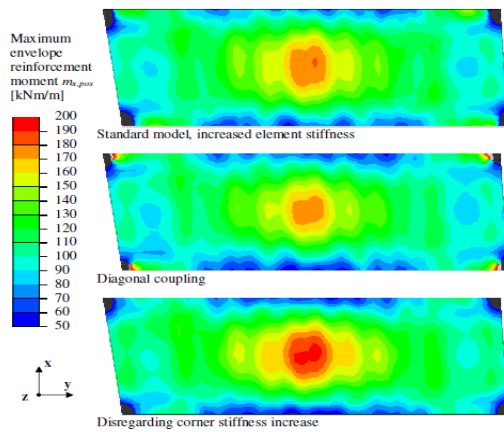 Maximum
envelope
reinforcement
moment m_x,pos
[kNm/m]
200
190
180
170
160
150
140
130
120
110
100
90
80
70
60
50
Standard model, increased element stiffness
Diagonal coupling
x
z y
Disregarding corner stiffness increase